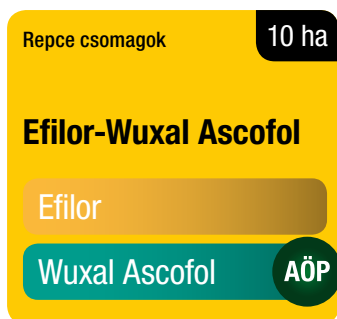 Repce csomagok
10 ha
Efilor-Wuxal Ascofol
Efilor
Wuxal Ascofol
AÖP